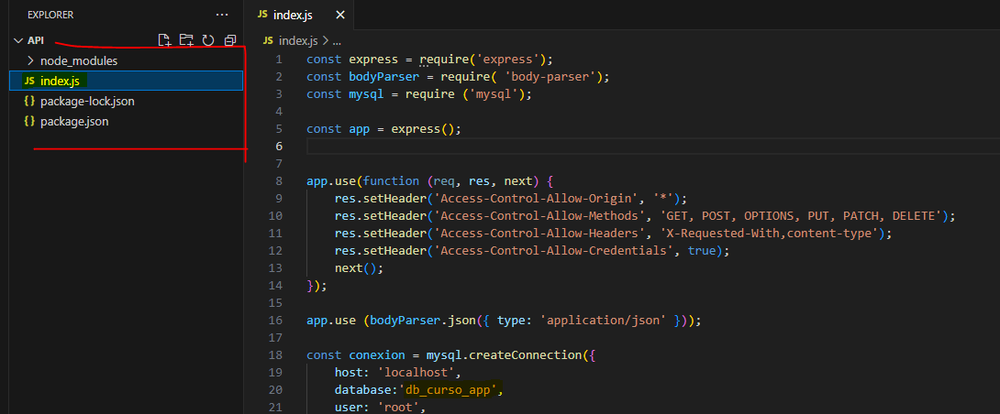 EXPLORER
API
node_modules
JS index.js
{} package-lock.json
{} package.json
JS index.js
JS index.js > ...
1 const express = require('express');
2 const bodyParser = require( 'body-parser');
3 const mysql = require ('mysql');
4
5 const app = express();
6
7
8 app.use(function (req, res, next) {
9 res.setHeader('Access-Control-Allow-Origin', '*');
10 res.setHeader('Access-Control-Allow-Methods', 'GET, POST, OPTIONS, PUT, PATCH, DELETE');
11 res.setHeader('Access-Control-Allow-Headers', 'X-Requested-With,content-type');
12 res.setHeader('Access-Control-Allow-Credentials', true);
13 next();
14 });
15
16 app.use (bodyParser.json({ type: 'application/json' }));
17
18 const conexion = mysql.createConnection({
19 host: 'localhost',
20 database:'db_curso_app',
21 user: 'root',